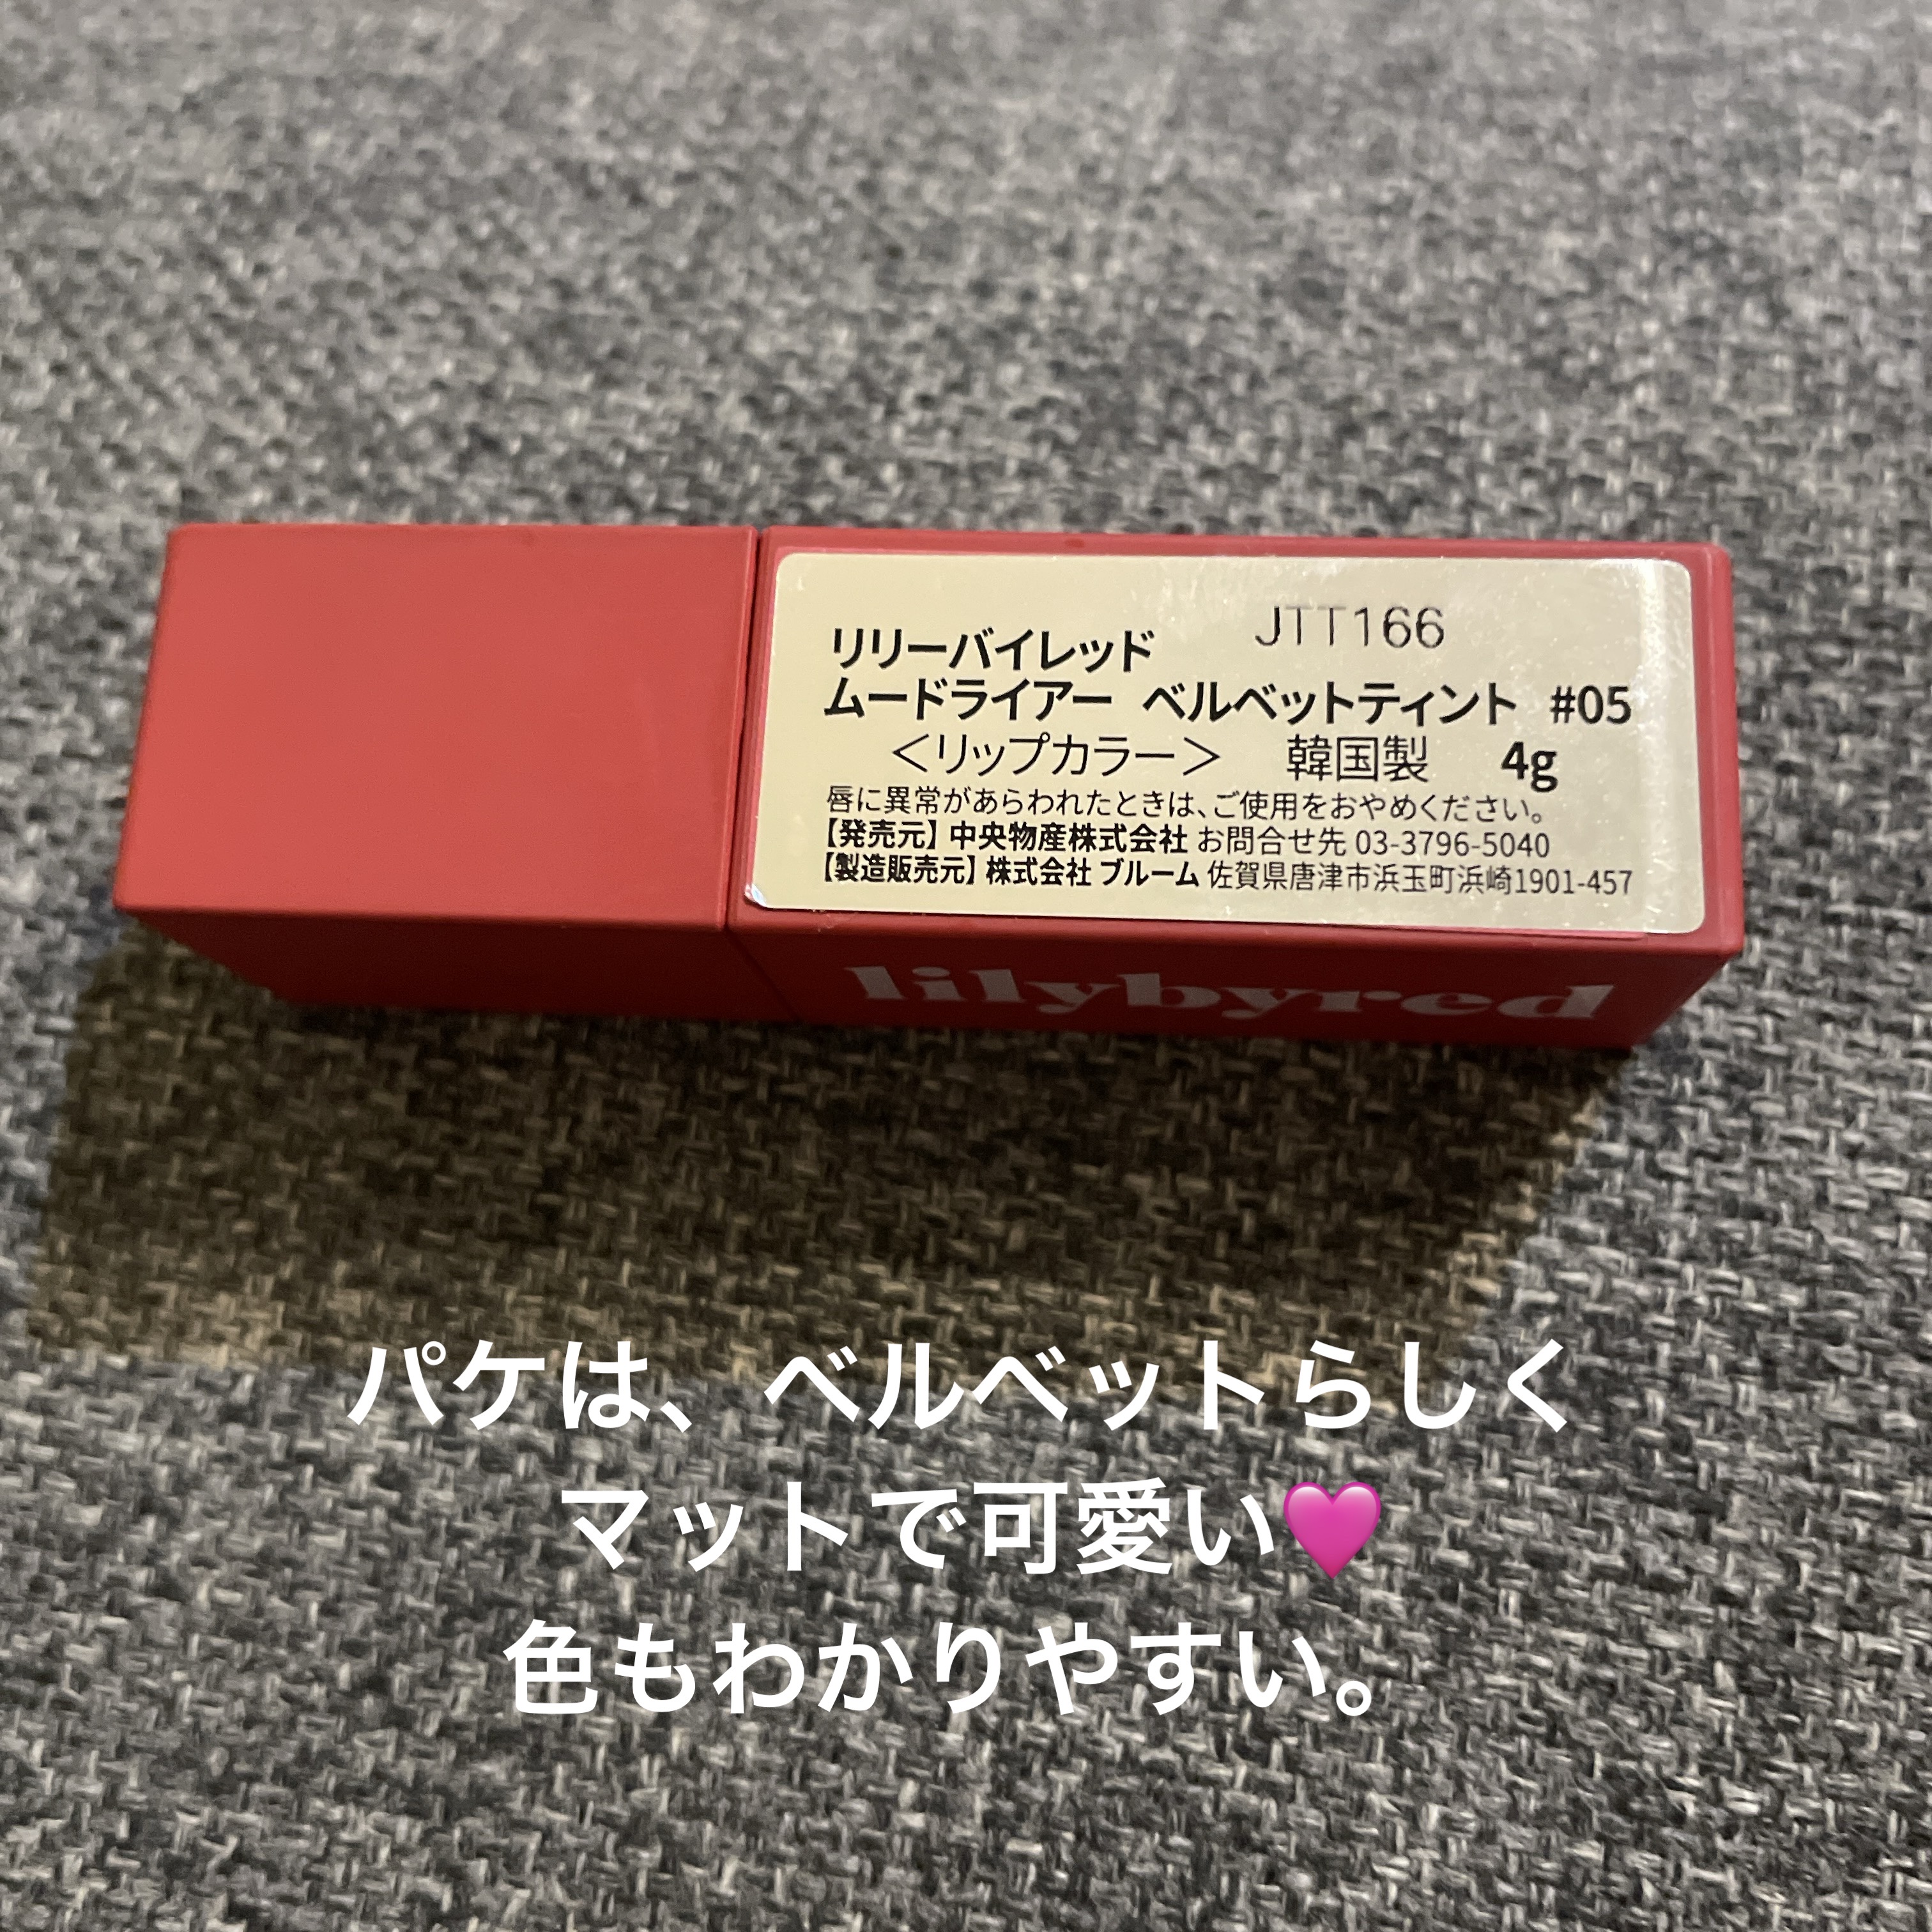 JTT166
リリーバイレッド
ムードライアー ベルベットティント #05
＜リップカラー＞ 韓国製 4g
唇に異常があらわれたときは、ご使用をおやめください。
【発売元】 中央物産株式会社 お問合せ先 03-3796-5040
【製造販売元】 株式会社 ブルーム 佐賀県唐津市浜玉町浜崎1901-457
lilybyred
パケは、ベルベットらしく
マットで可愛い🩷
色もわかりやすい。